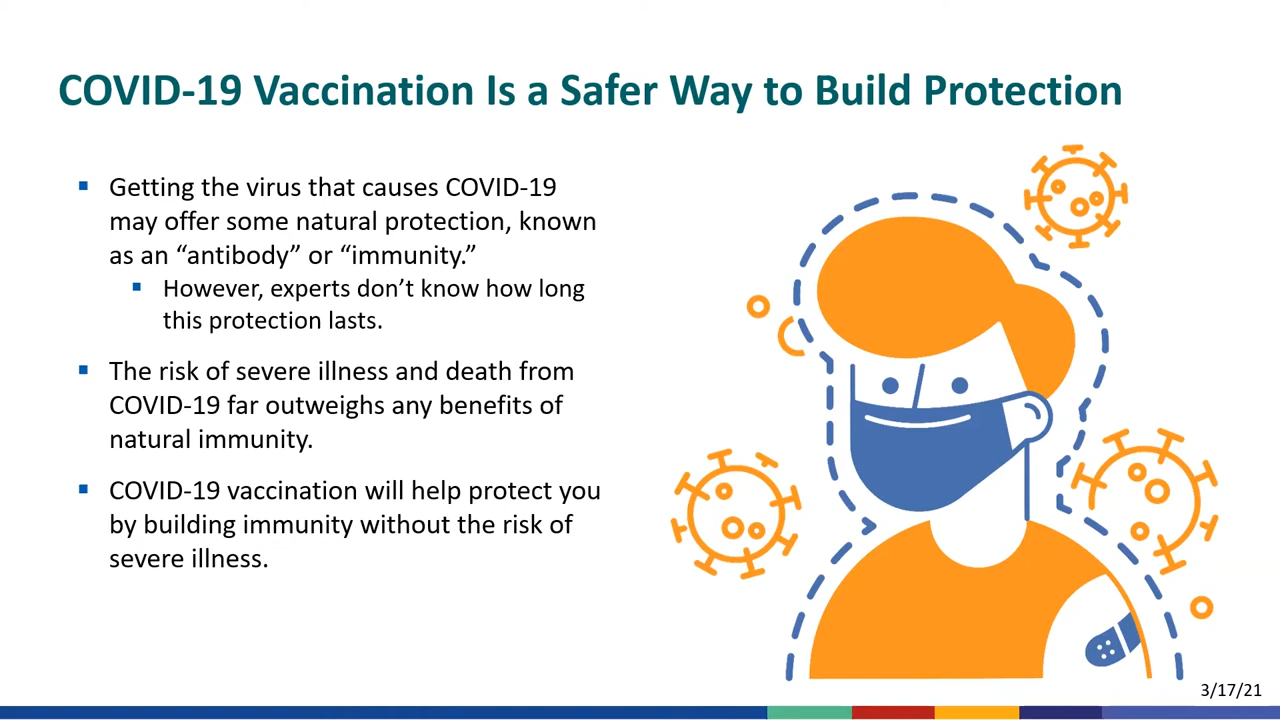 COVID-19 Vaccination Is a Safer Way to Build Protection
▪ Getting the virus that causes COVID-19
may offer some natural protection, known
as an “antibody” or “immunity.”
▪ However, experts don’t know how long
this protection lasts.
▪ The risk of severe illness and death from
COVID-19 far outweighs any benefits of
natural immunity.
▪ COVID-19 vaccination will help protect you
by building immunity without the risk of
severe illness.
3/17/21